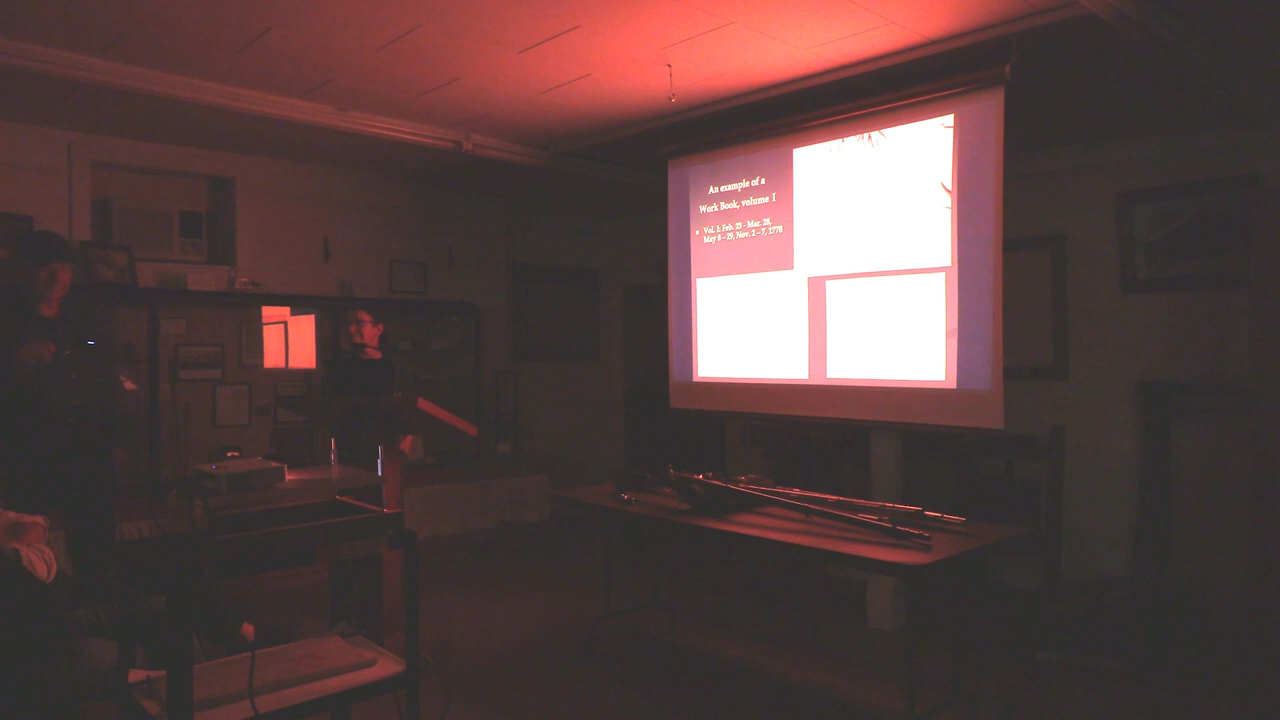 An example of a
Work Book, volume I
Vol. I: Feb. 23 - Mar. 28,
May 8 - 29, Nov. 2 - 7, 1778